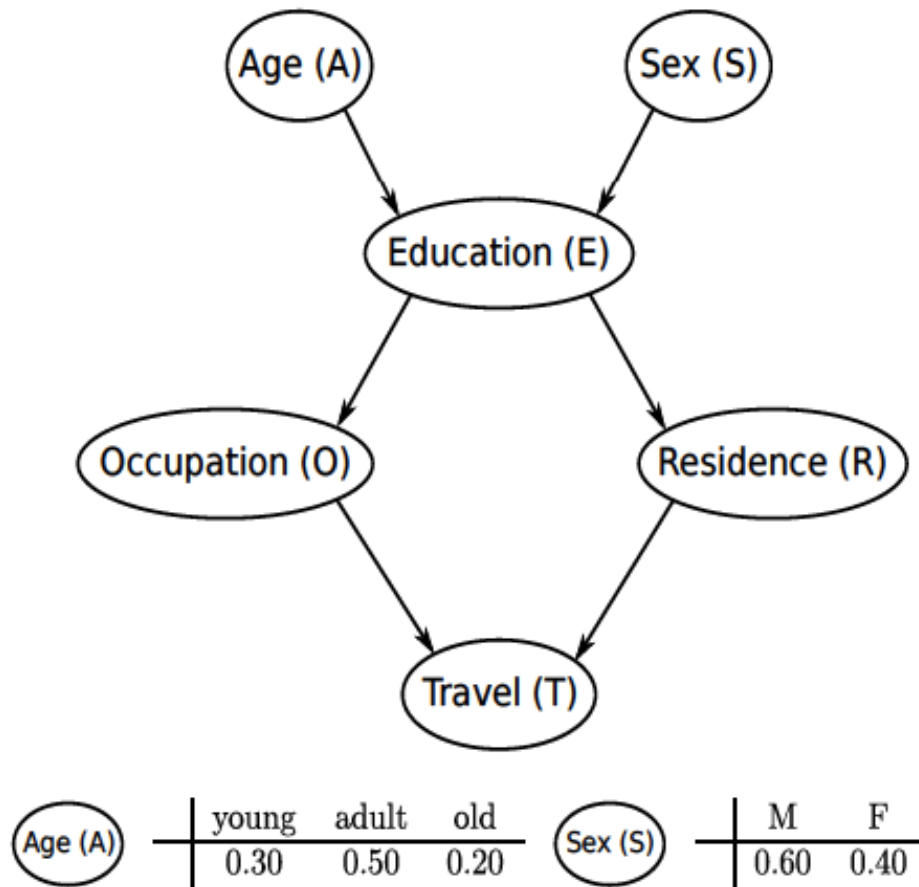 Age (A) Sex (S)
Education (E)
Occupation (O) Residence (R)
Travel (T)
Age (A) young adult old Sex (S) M F
0.30 0.50 0.20 0.60 0.40